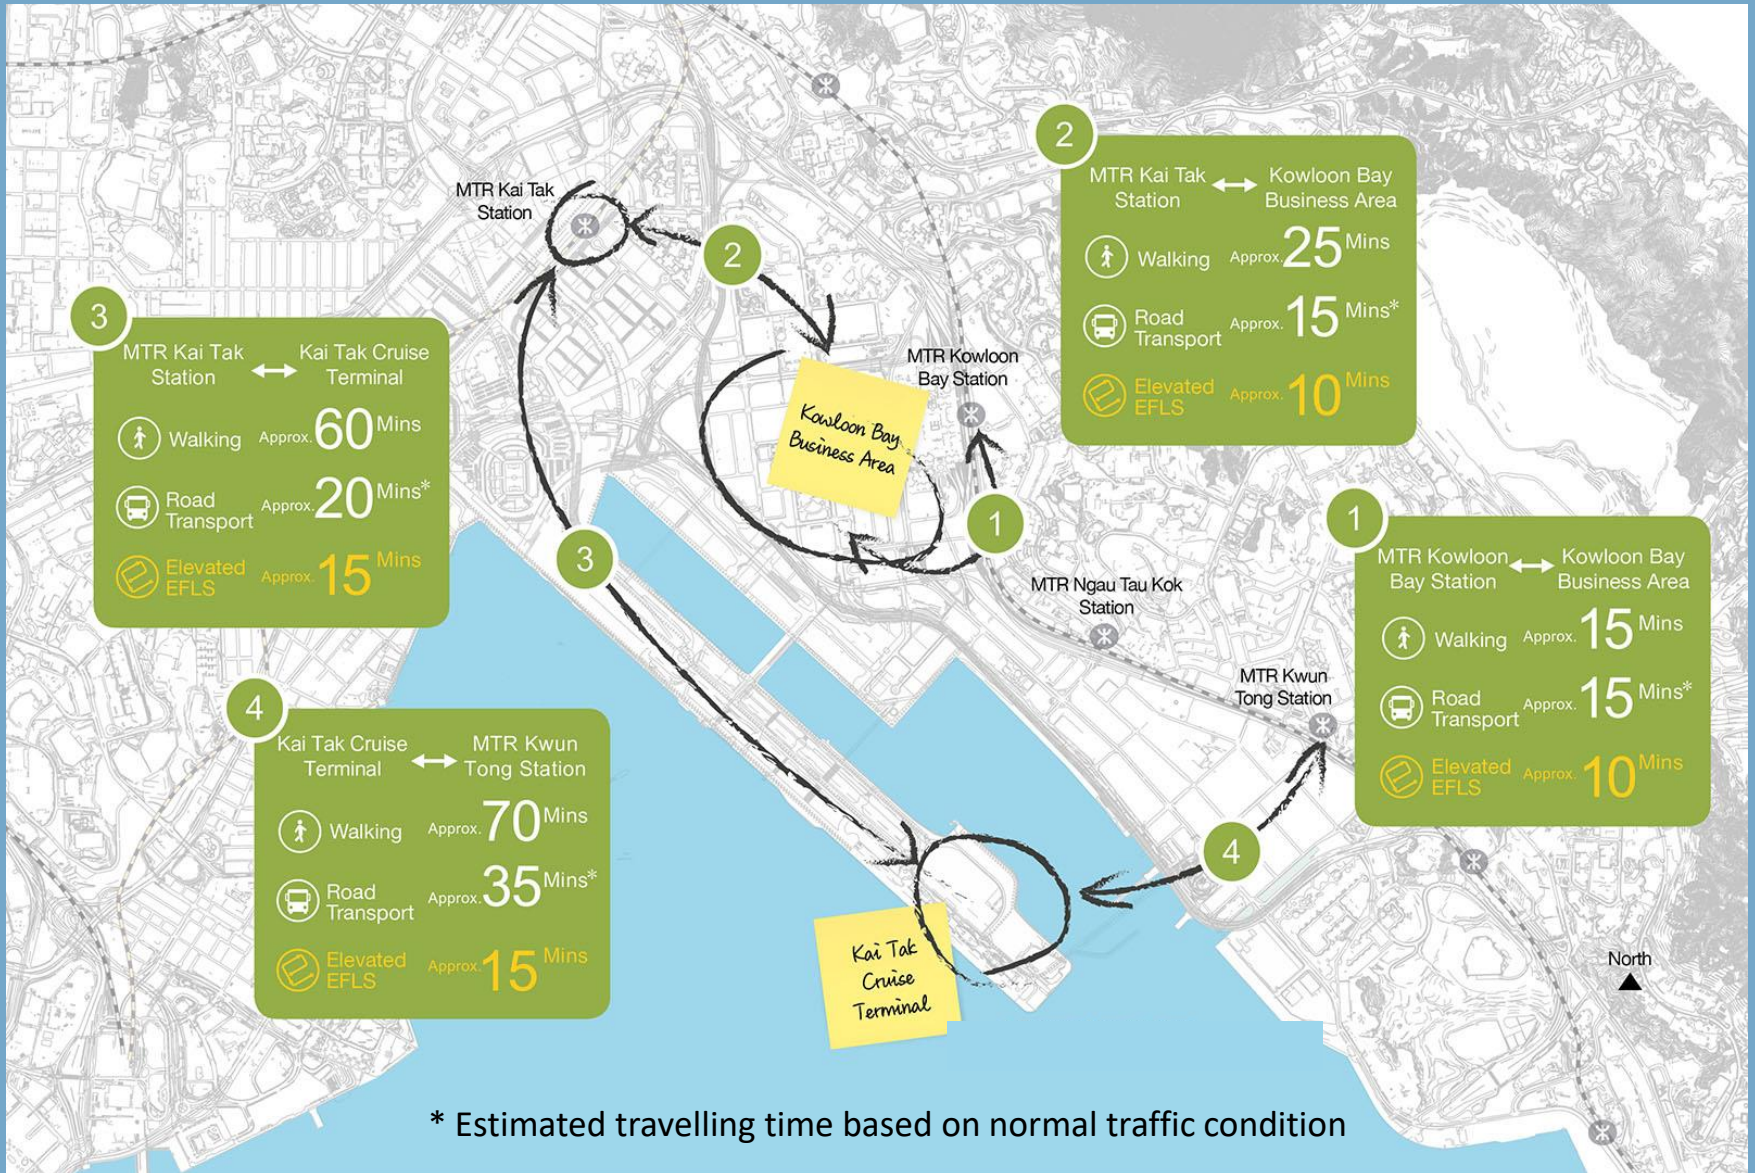 MTR Kai Tak
Station
2
MTR Kowloon
Bay Station
Kowloon Bay
Business Area
1
MTR Ngau Tau Kok
Station
MTR Kwun
Tong Station
3
4
Kai Tak
Cruise
Terminal
North
2
MTR Kai Tak
Station
Kowloon Bay
Business Area
Walking Approx. 25 Mins
Road
Transport
Approx. 15 Mins*
Elevated
EFLS
Approx. 10 Mins
3
MTR Kai Tak
Station
Kai Tak Cruise
Terminal
Walking Approx. 60 Mins
Road
Transport
Approx. 20 Mins*
Elevated
EFLS
Approx. 15 Mins
1
MTR Kowloon
Bay Station
Kowloon Bay
Business Area
Walking Approx. 15 Mins
Road
Transport
Approx. 15 Mins*
Elevated
EFLS
Approx. 10 Mins
4
Kai Tak Cruise
Terminal
MTR Kwun
Tong Station
Walking Approx. 70 Mins
Road
Transport
Approx. 35 Mins*
Elevated
EFLS
Approx. 15 Mins
* Estimated travelling time based on normal traffic condition